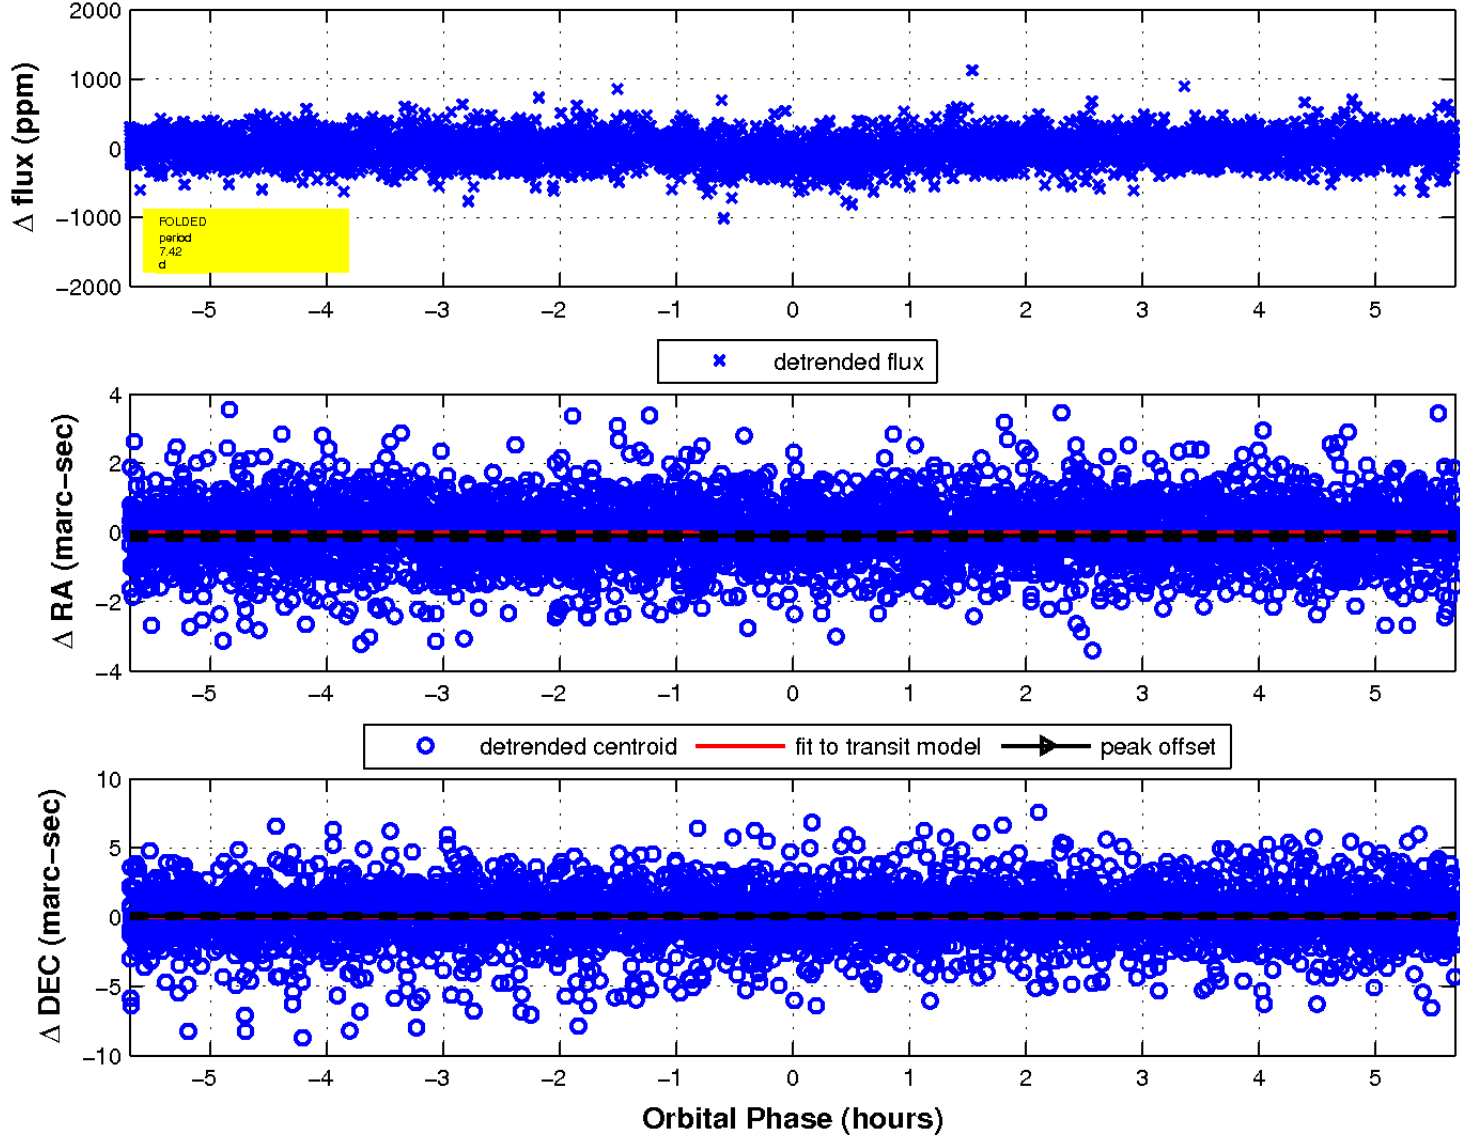 2000
1000
0
−1000
−2000
Δ flux (ppm)
FOLDED
period
7.42
d
−5 −4 −3 −2 −1 0 1 2 3 4 5
detrended flux
4
2
0
−2
−4
Δ RA (marc−sec)
−5 −4 −3 −2 −1 0 1 2 3 4 5
detrended centroid fit to transit model peak offset
10
5
0
−5
−10
Δ DEC (marc−sec)
−5 −4 −3 −2 −1 0 1 2 3 4 5
Orbital Phase (hours)